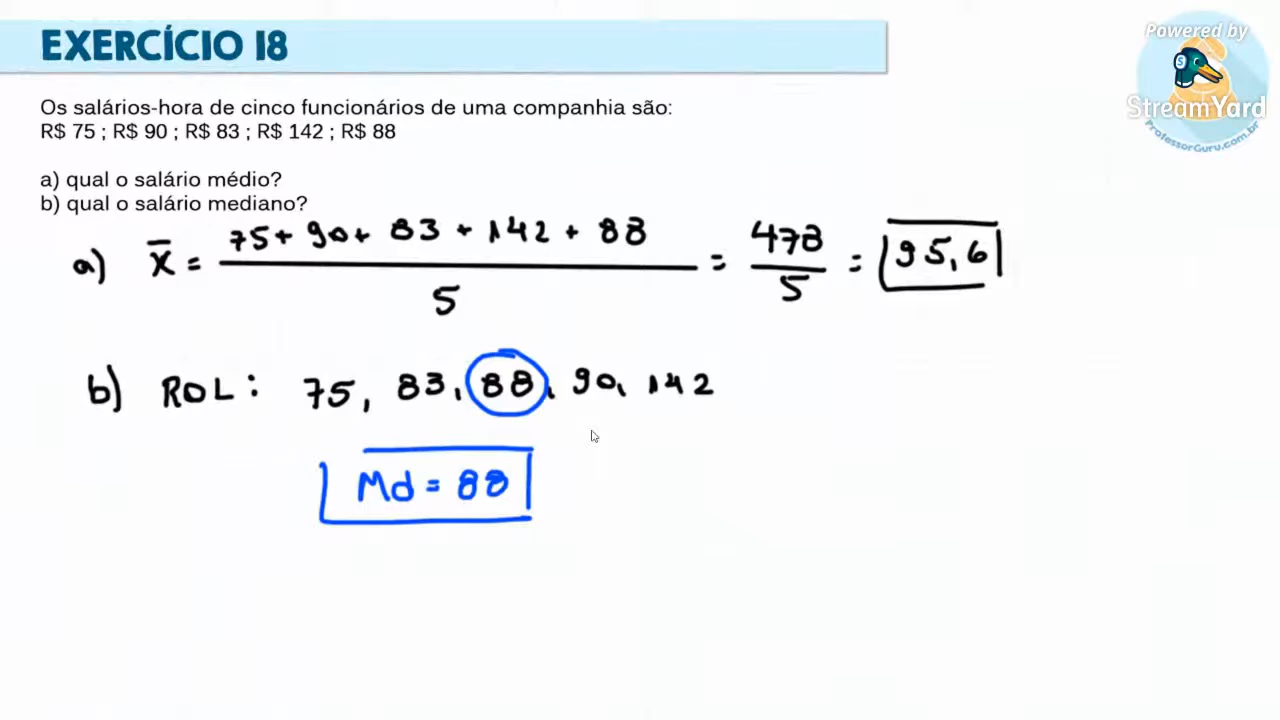 EXERCÍCIO 18
Powered by
StreamYard
ProfessorGuru.com.br
Os salários-hora de cinco funcionários de uma companhia são:
R$ 75 ; R$ 90 ; R$ 83 ; R$ 142 ; R$ 88
a) qual o salário médio?
b) qual o salário mediano?
a) x̄ = 75+ 90+ 83 + 142 + 88 / 5 = 478 / 5 = 95,6
b) ROL: 75, 83, 88, 90, 142
Md = 88